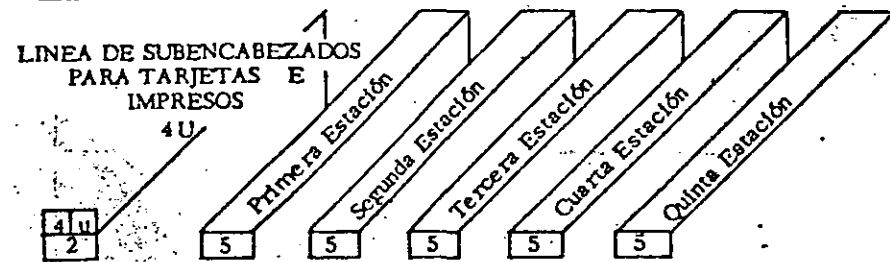 LINEA DE SUBENCABEZADOS
PARA TARJETAS E
IMPRESOS
4 U
Primera Estación
Segunda Estación
Tercera Estación
Cuarta Estación
Quinta Estación
4 u
2
5
5
5
5
5